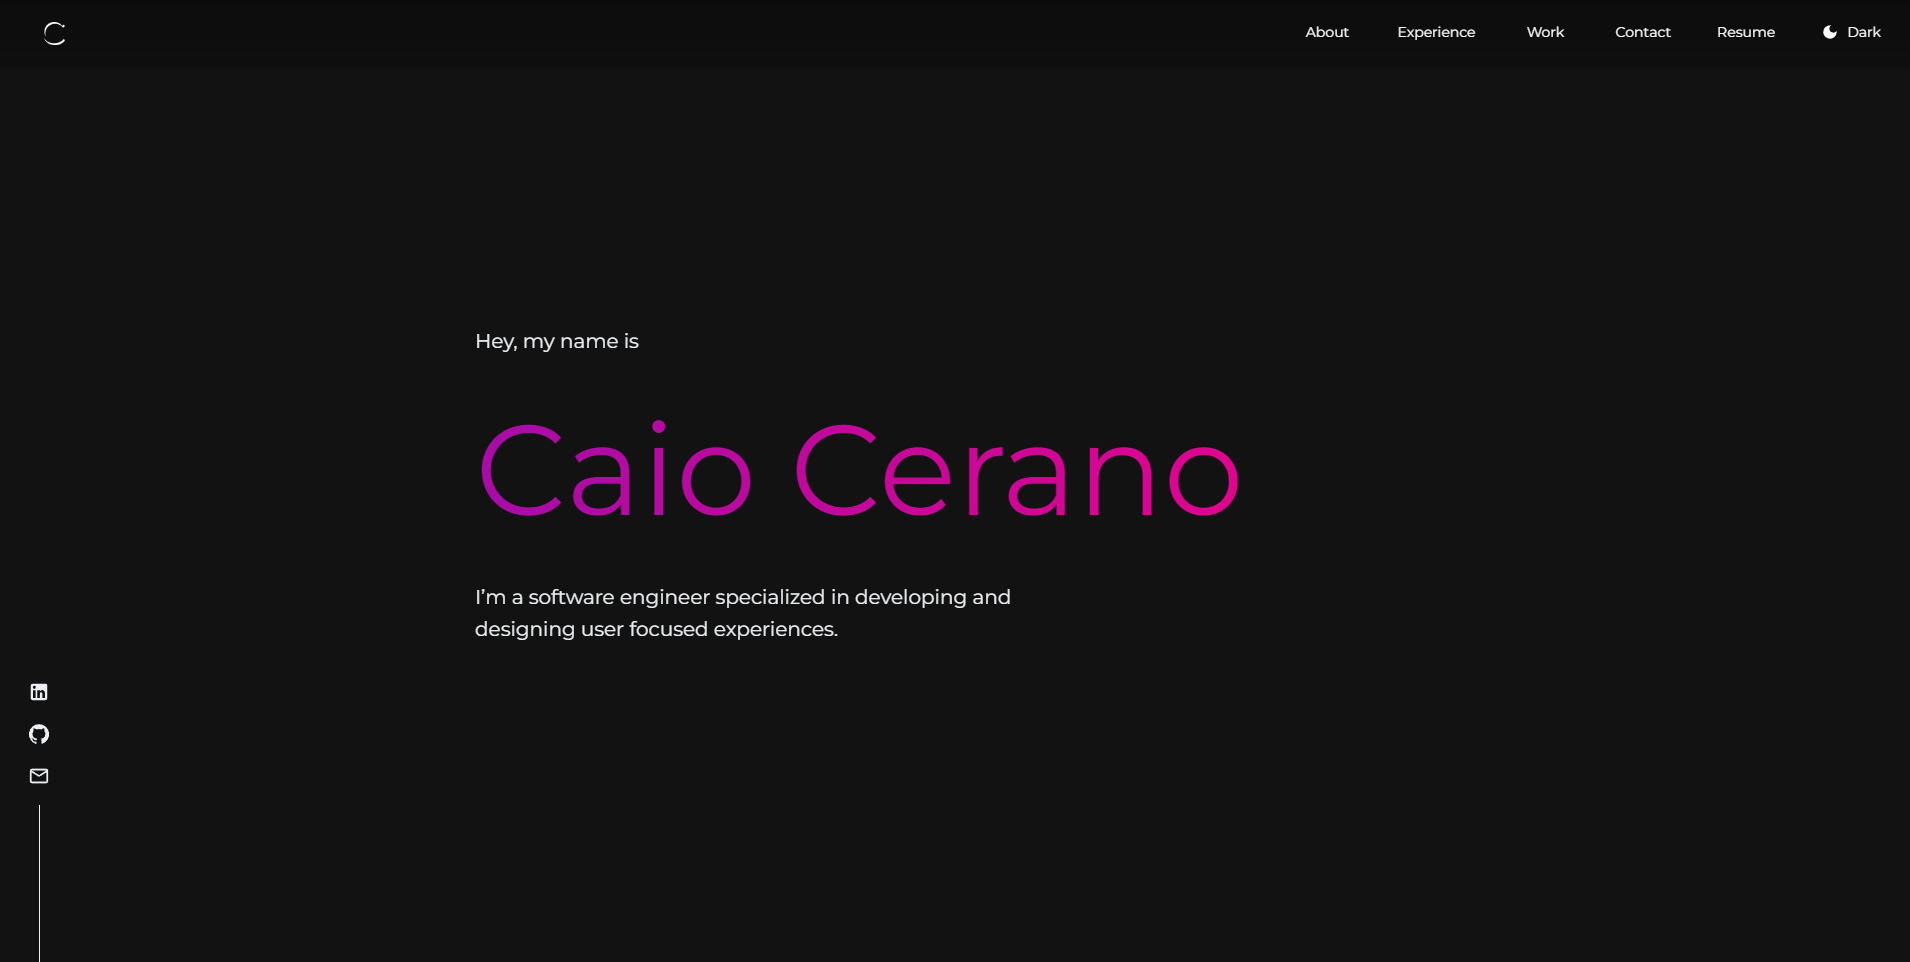 C
About Experience Work Contact Resume Dark
Hey, my name is
Caio Cerano
I’m a software engineer specialized in developing and
designing user focused experiences.
in